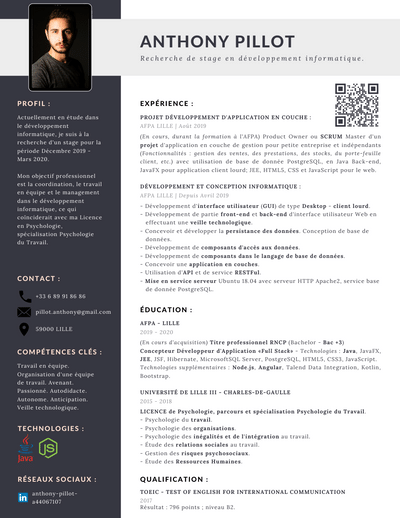 ANTHONY PILLOT
Recherche de stage en développement informatique.
PROFIL :
Actuellement en étude dans
le développement
informatique, je suis à la
recherche d'un stage pour la
période Décembre 2019 -
Mars 2020.
Mon objectif professionnel
est la coordination, le travail
en équipe et le management
dans le développement
informatique, ce qui
coïnciderait avec ma Licence
en Psychologie,
spécialisation Psychologie
du Travail.
CONTACT :
+33 6 89 91 86 86
pillot.anthony@gmail.com
59000 LILLE
COMPÉTENCES CLÉS :
Travail en équipe.
Organisation d'une équipe
de travail. Avenant.
Passionné. Autodidacte.
Autonome. Anticipation.
Veille technologique.
TECHNOLOGIES :
Java
JS
RÉSEAUX SOCIAUX :
in
anthony-pillot-
a44067107
EXPÉRIENCE :
PROJET DÉVELOPPEMENT D'APPLICATION EN COUCHE :
AFPA LILLE | Août 2019
(En cours, durant la formation à l'AFPA) Product Owner ou SCRUM Master d'un
projet d'application en couche de gestion pour petite entreprise et indépendants
(Fonctionnalités : gestion des ventes, des prestations, des stocks, du porte-feuille
client, etc.) avec utilisation de base de donnée PostgreSQL, en Java Back-end,
JavaFX pour application client lourd; JEE, HTML5, CSS et JavaScript pour le web.
DÉVELOPPEMENT ET CONCEPTION INFORMATIQUE :
AFPA LILLE | Depuis Avril 2019
- Développement d'interface utilisateur (GUI) de type Desktop - client lourd.
- Développement de partie front-end et back-end d'interface utilisateur Web en
effectuant une veille technologique.
- Concevoir et développer la persistance des données. Conception de base de
données.
- Développement de composants d'accès aux données.
- Développement de composants dans le langage de base de données.
- Concevoir une application en couches.
- Utilisation d'API et de service RESTFul.
- Mise en service serveur Ubuntu 18.04 avec serveur HTTP Apache2, service base
de donnée PostgreSQL.
ÉDUCATION :
AFPA - LILLE
2019 - 2020
(En cours d'acquisition) Titre professionnel RNCP (Bachelor - Bac +3)
Concepteur Développeur d'Application «Full Stack» - Technologies : Java, JavaFX,
JEE, JSF, Hibernate, MicrosoftSQL Server, PostgreSQL, HTML5, CSS3, JavaScript.
Technologies supplémentaires : Node.js, Angular, Talend Data Integration, Kotlin,
Bootstrap.
UNIVERSITÉ DE LILLE III - CHARLES-DE-GAULLE
2015 - 2018
LICENCE de Psychologie, parcours et spécialisation Psychologie du Travail.
- Psychologie du travail.
- Psychologie des organisations.
- Psychologie des inégalités et de l'intégration au travail.
- Étude des relations sociales au travail.
- Gestion des risques psychosociaux.
- Étude des Ressources Humaines.
QUALIFICATION :
TOEIC - TEST OF ENGLISH FOR INTERNATIONAL COMMUNICATION
2017
Résultat : 796 points ; niveau B2.